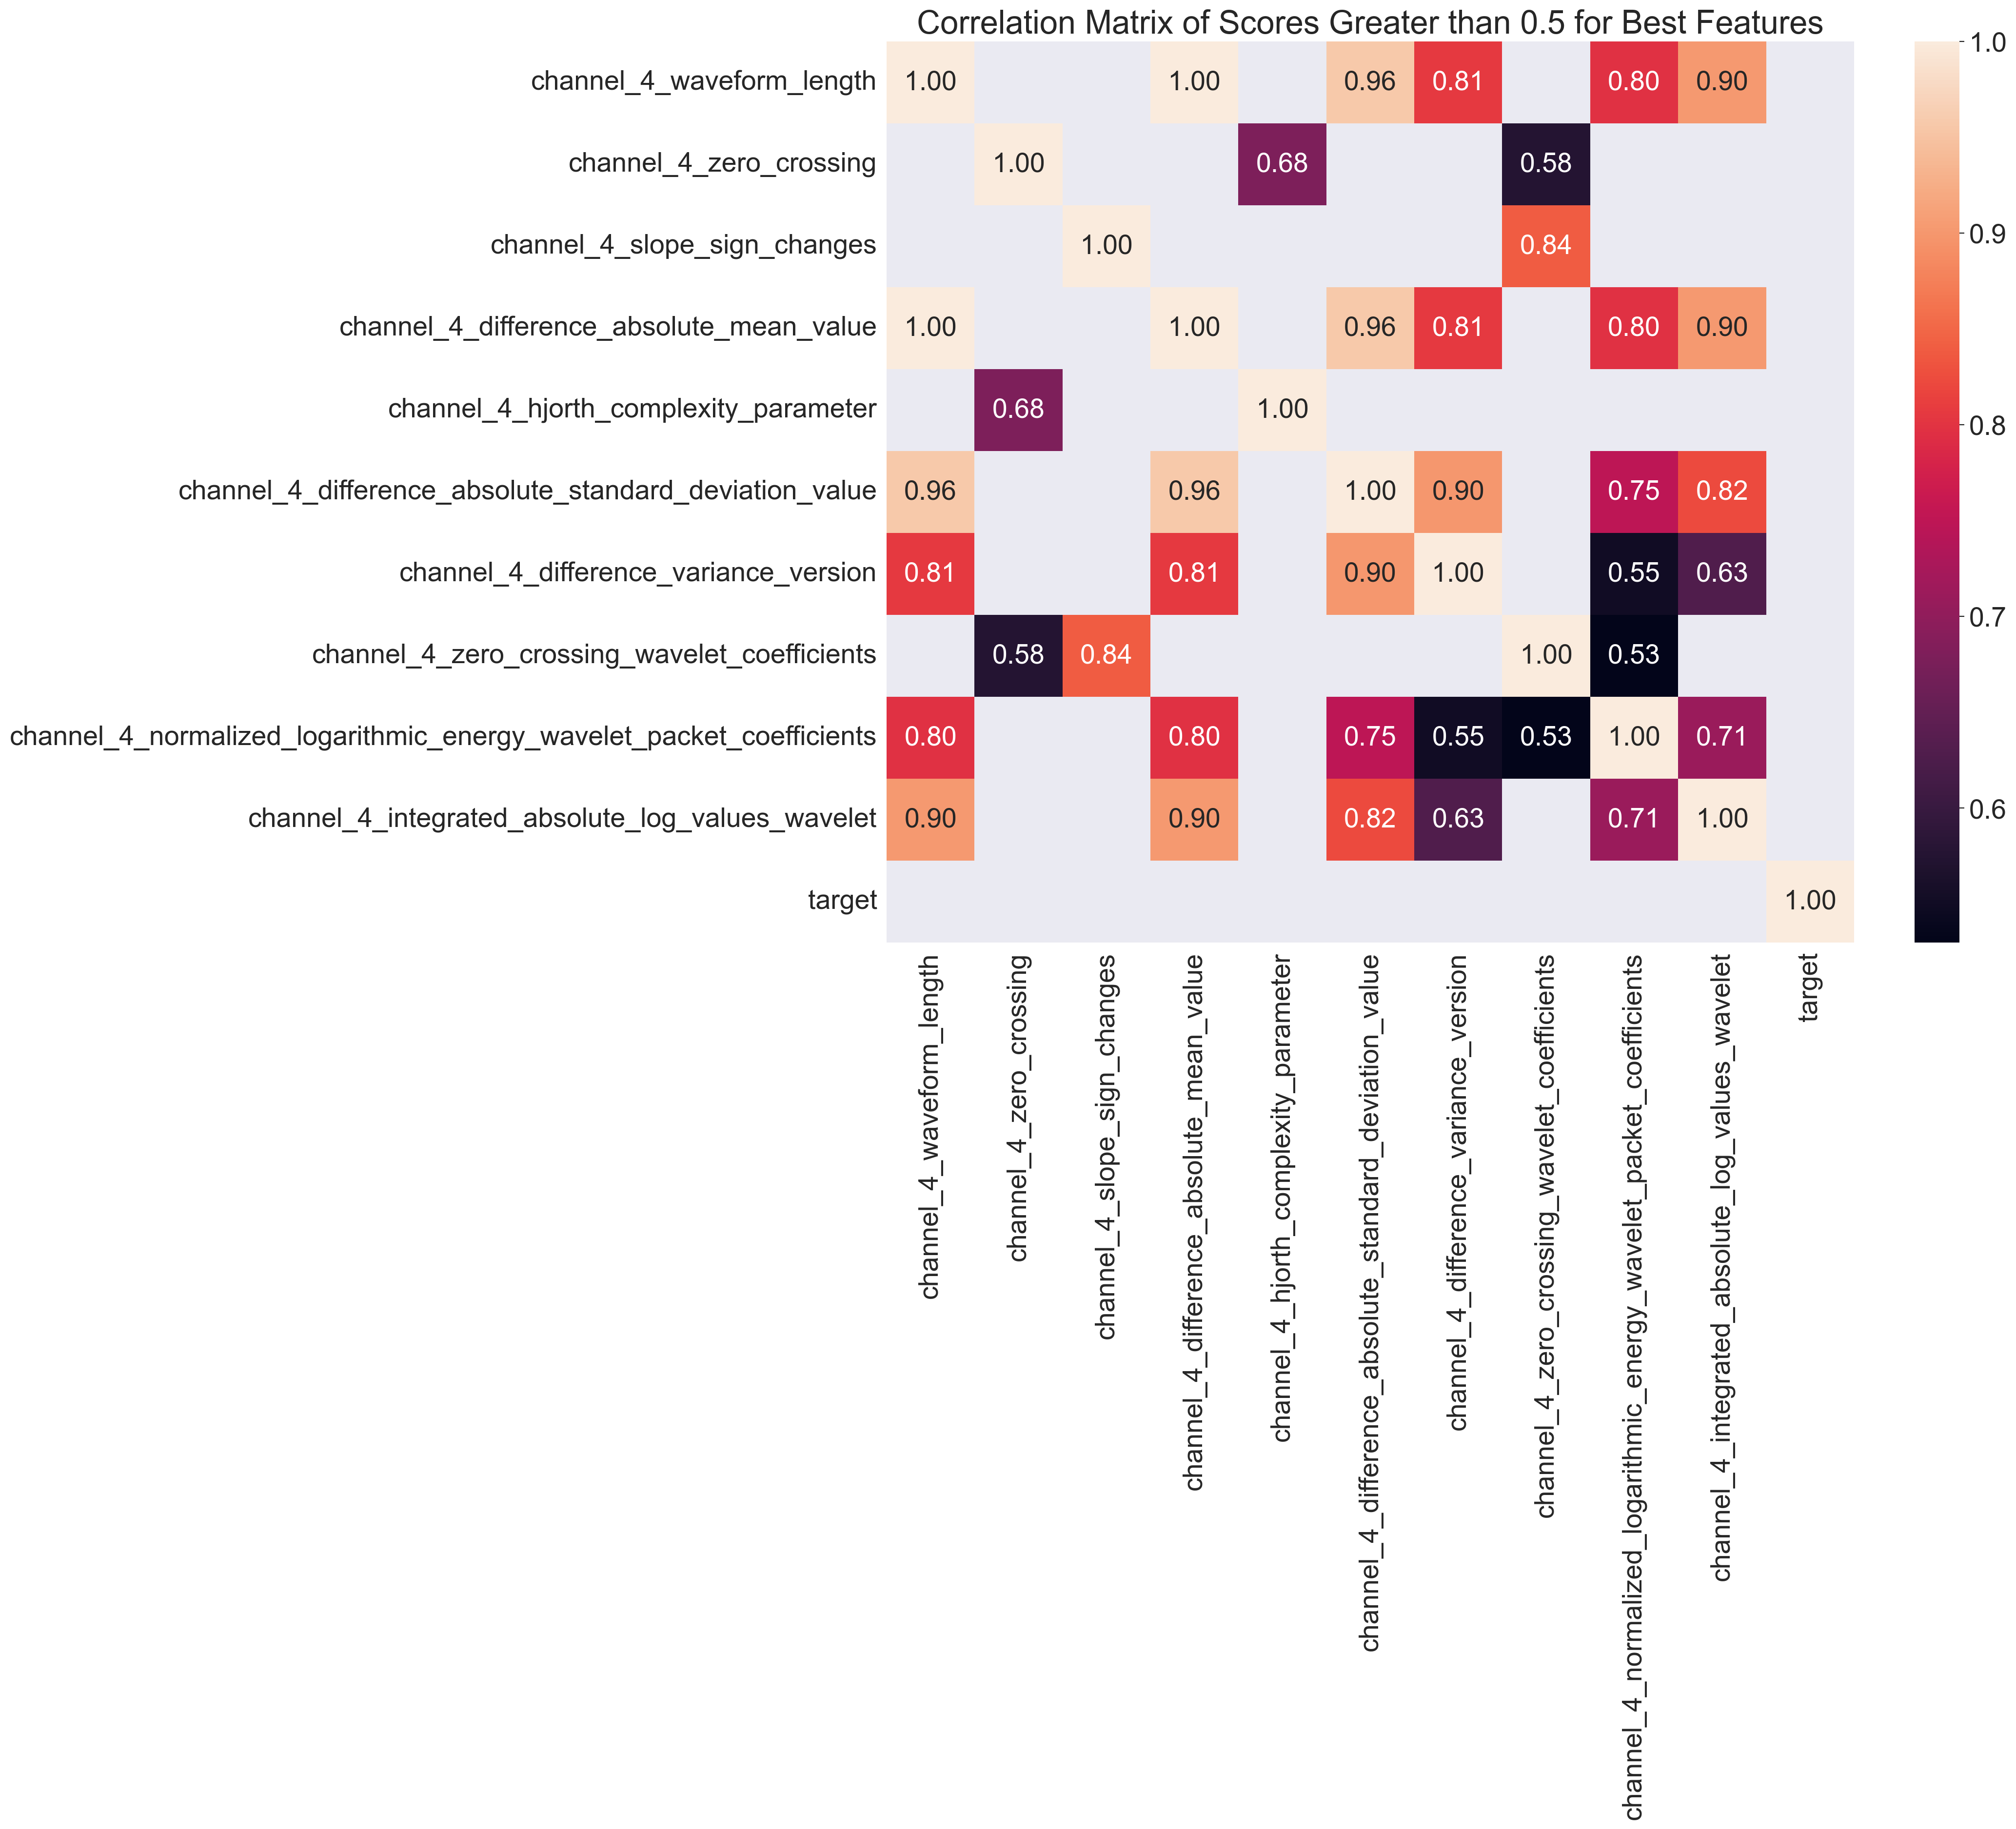 Correlation Matrix of Scores Greater than 0.5 for Best Features
channel_4_waveform_length 1.00 1.00 0.96 0.81 0.80 0.90
channel_4_zero_crossing 1.00 0.68 0.58
channel_4_slope_sign_changes 1.00 0.84
channel_4_difference_absolute_mean_value 1.00 1.00 0.96 0.81 0.80 0.90
channel_4_hjorth_complexity_parameter 0.68 1.00
channel_4_difference_absolute_standard_deviation_value 0.96 0.96 1.00 0.90 0.75 0.82
channel_4_difference_variance_version 0.81 0.81 0.90 1.00 0.55 0.63
channel_4_zero_crossing_wavelet_coefficients 0.58 0.84 1.00 0.53
channel_4_normalized_logarithmic_energy_wavelet_packet_coefficients 0.80 0.80 0.75 0.55 0.53 1.00 0.71
channel_4_integrated_absolute_log_values_wavelet 0.90 0.90 0.82 0.63 0.71 1.00
target 1.00
channel_4_waveform_length
channel_4_zero_crossing
channel_4_slope_sign_changes
channel_4_difference_absolute_mean_value
channel_4_hjorth_complexity_parameter
channel_4_difference_absolute_standard_deviation_value
channel_4_difference_variance_version
channel_4_zero_crossing_wavelet_coefficients
channel_4_normalized_logarithmic_energy_wavelet_packet_coefficients
channel_4_integrated_absolute_log_values_wavelet
target
1.0
0.9
0.8
0.7
0.6